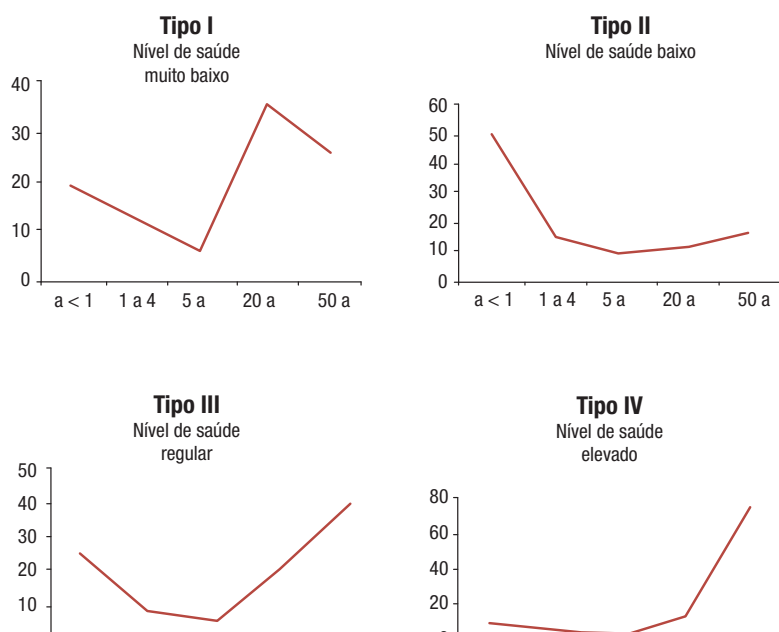 Tipo I
Nível de saúde
muito baixo
40
30
20
10
0
a < 1 1 a 4 5 a 20 a 50 a
Tipo II
Nível de saúde baixo
60
50
40
30
20
10
0
a < 1 1 a 4 5 a 20 a 50 a
Tipo III
Nível de saúde
regular
50
40
30
20
10
Tipo IV
Nível de saúde
elevado
80
60
40
20